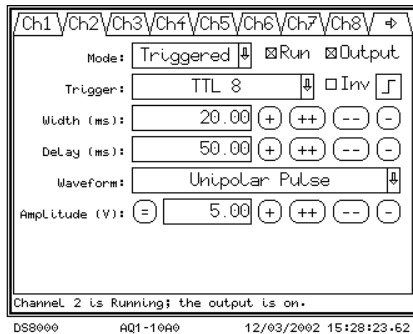 Ch1 Ch2 Ch3 Ch4 Ch5 Ch6 Ch7 Ch8 ⇒
Mode: Triggered ⇩ ☒Run ☒Output
Trigger: TTL 8 ⇩ ☐Inv
Width (ms): 20.00 + ++ -- -
Delay (ms): 50.00 + ++ -- -
Waveform: Unipolar Pulse ⇩
Amplitude (V): = 5.00 + ++ -- -
Channel 2 is Running; the output is on.
DS8000 AQ1-10A0 12/03/2002 15:28:23.62